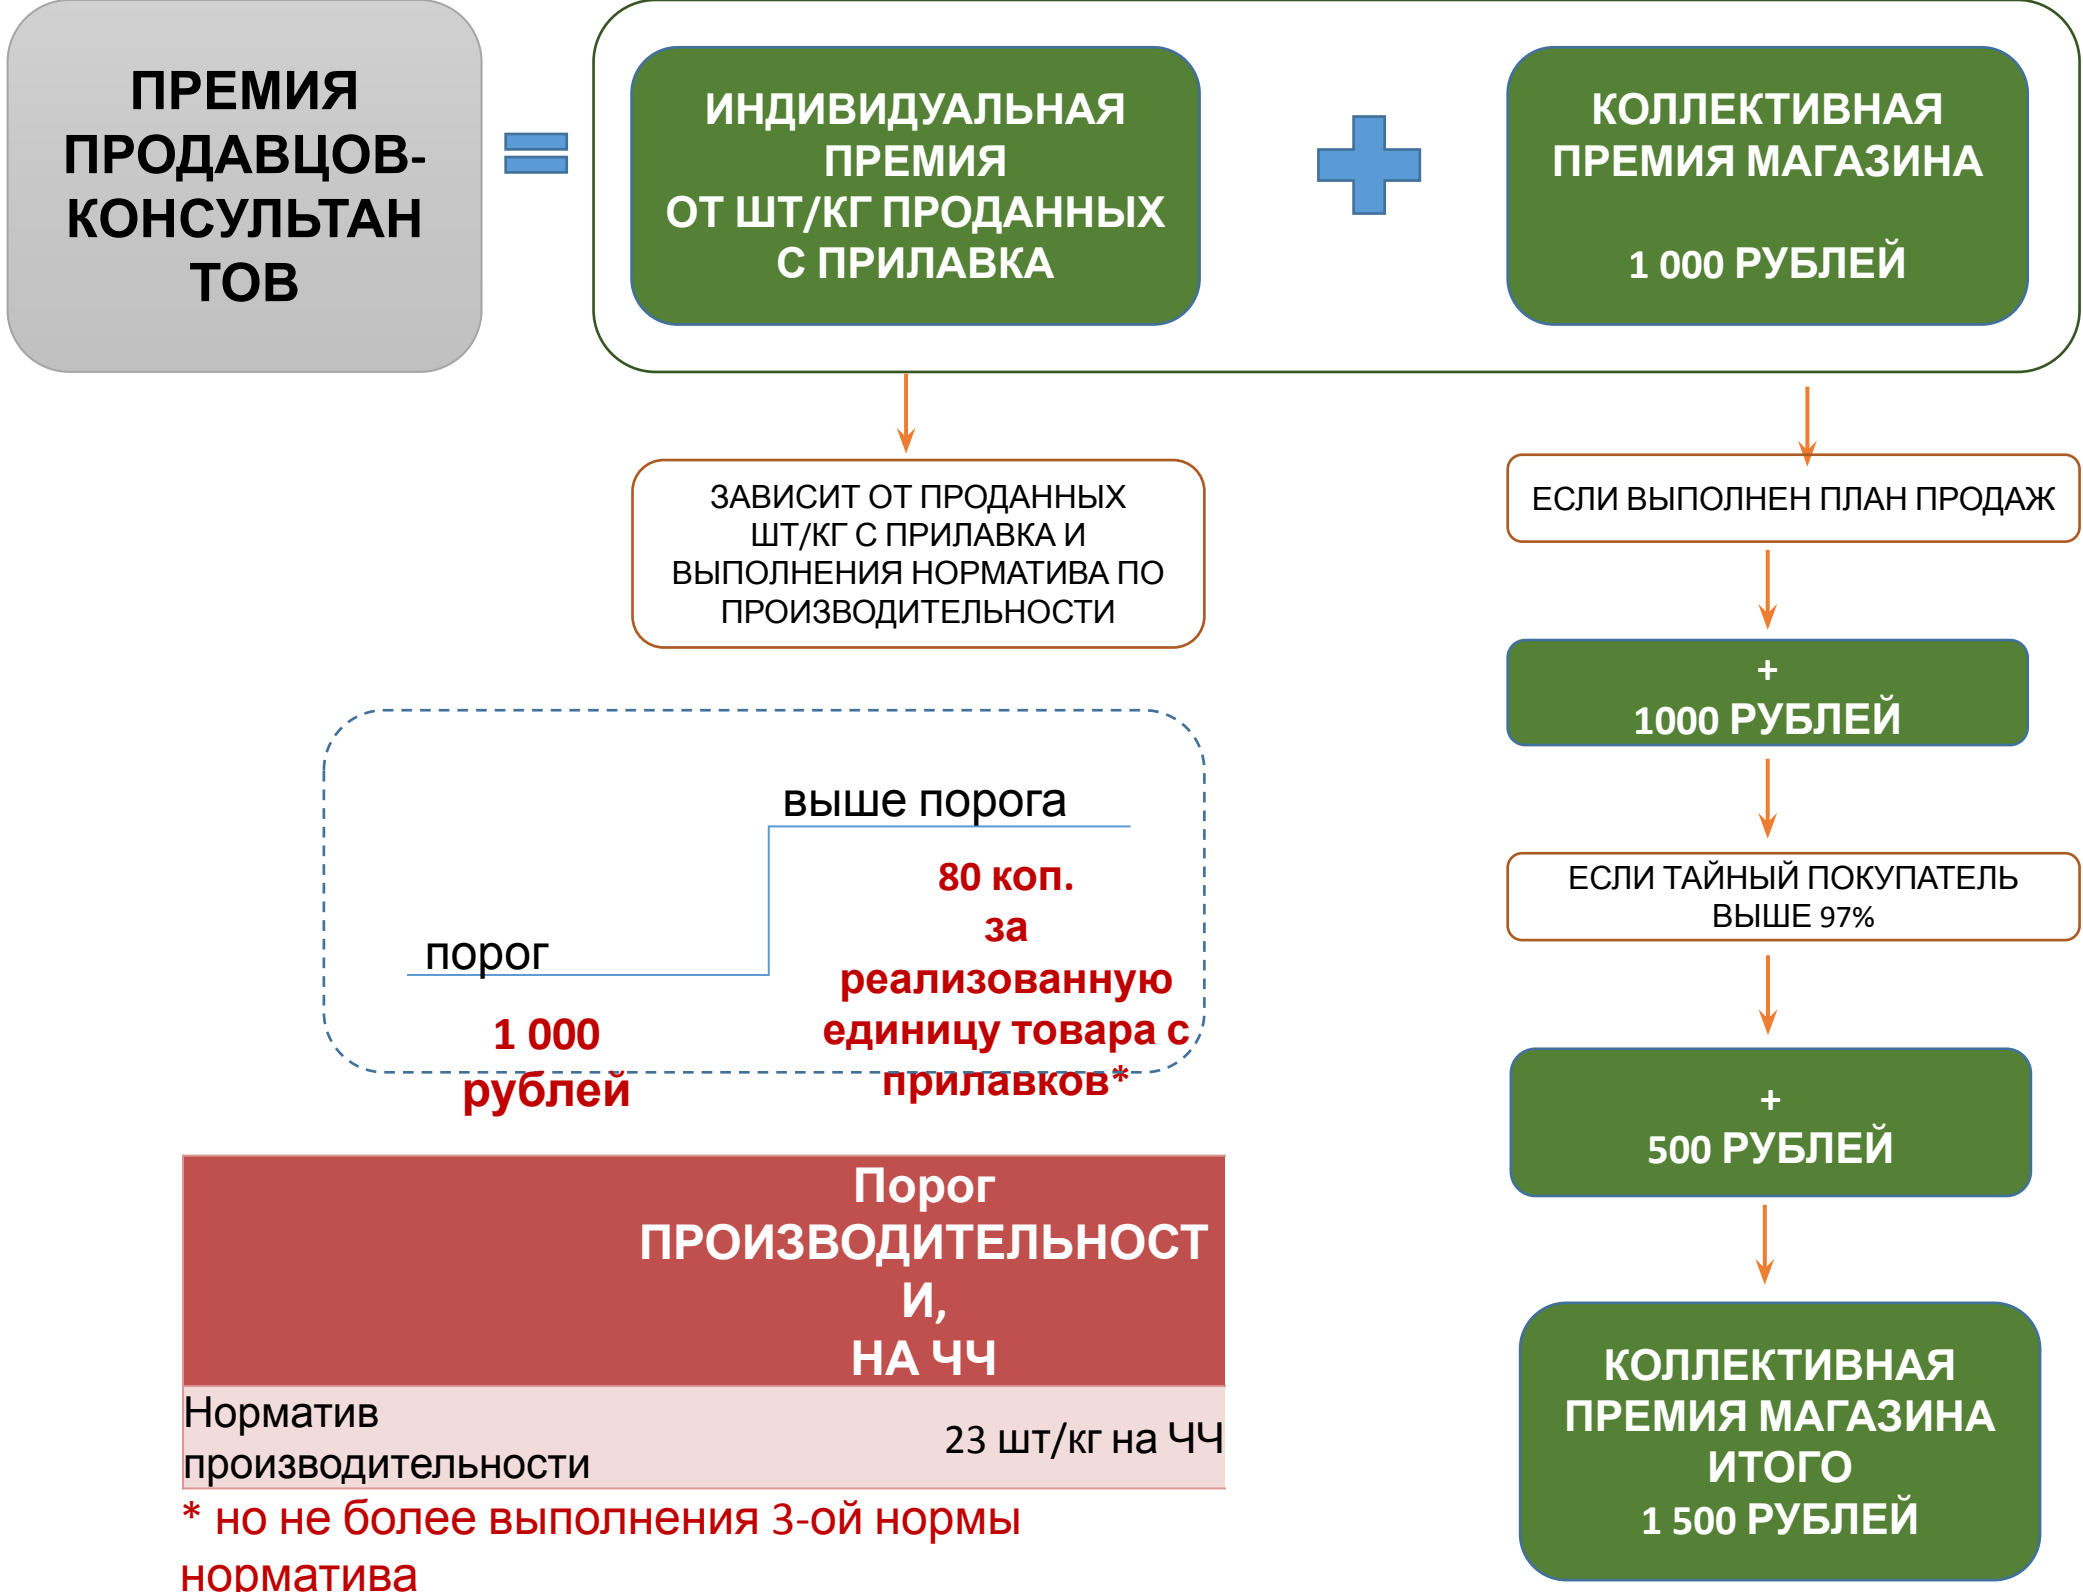 ПРЕМИЯ
ПРОДАВЦОВ-
КОНСУЛЬТАН
ТОВ
ИНДИВИДУАЛЬНАЯ
ПРЕМИЯ
ОТ ШТ/КГ ПРОДАННЫХ
С ПРИЛАВКА
КОЛЛЕКТИВНАЯ
ПРЕМИЯ МАГАЗИНА
1 000 РУБЛЕЙ
ЗАВИСИТ ОТ ПРОДАННЫХ
ШТ/КГ С ПРИЛАВКА И
ВЫПОЛНЕНИЯ НОРМАТИВА ПО
ПРОИЗВОДИТЕЛЬНОСТИ
выше порога
80 коп.
за
реализованную
единицу товара с
прилавков*
порог
1 000
рублей
Порог
ПРОИЗВОДИТЕЛЬНОСТ
И,
НА ЧЧ
Норматив
производительности
23 шт/кг на ЧЧ
* но не более выполнения 3-ой нормы
норматива
ЕСЛИ ВЫПОЛНЕН ПЛАН ПРОДАЖ
+
1000 РУБЛЕЙ
ЕСЛИ ТАЙНЫЙ ПОКУПАТЕЛЬ
ВЫШЕ 97%
+
500 РУБЛЕЙ
КОЛЛЕКТИВНАЯ
ПРЕМИЯ МАГАЗИНА
ИТОГО
1 500 РУБЛЕЙ